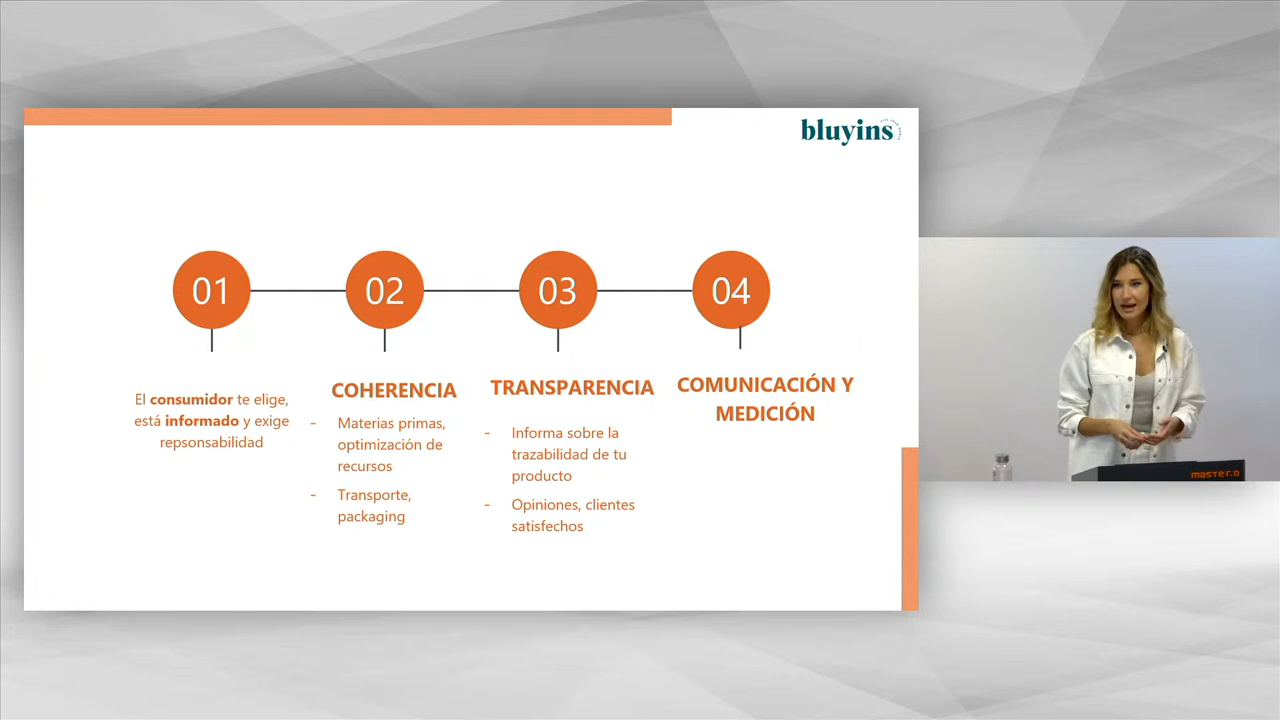 bluyins
01
02
03
04
El consumidor te elige,
está informado y exige
repsonsabilidad
COHERENCIA
- Materias primas,
optimización de
recursos
- Transporte,
packaging
TRANSPARENCIA
- Informa sobre la
trazabilidad de tu
producto
- Opiniones, clientes
satisfechos
COMUNICACIÓN Y
MEDICIÓN
master.d